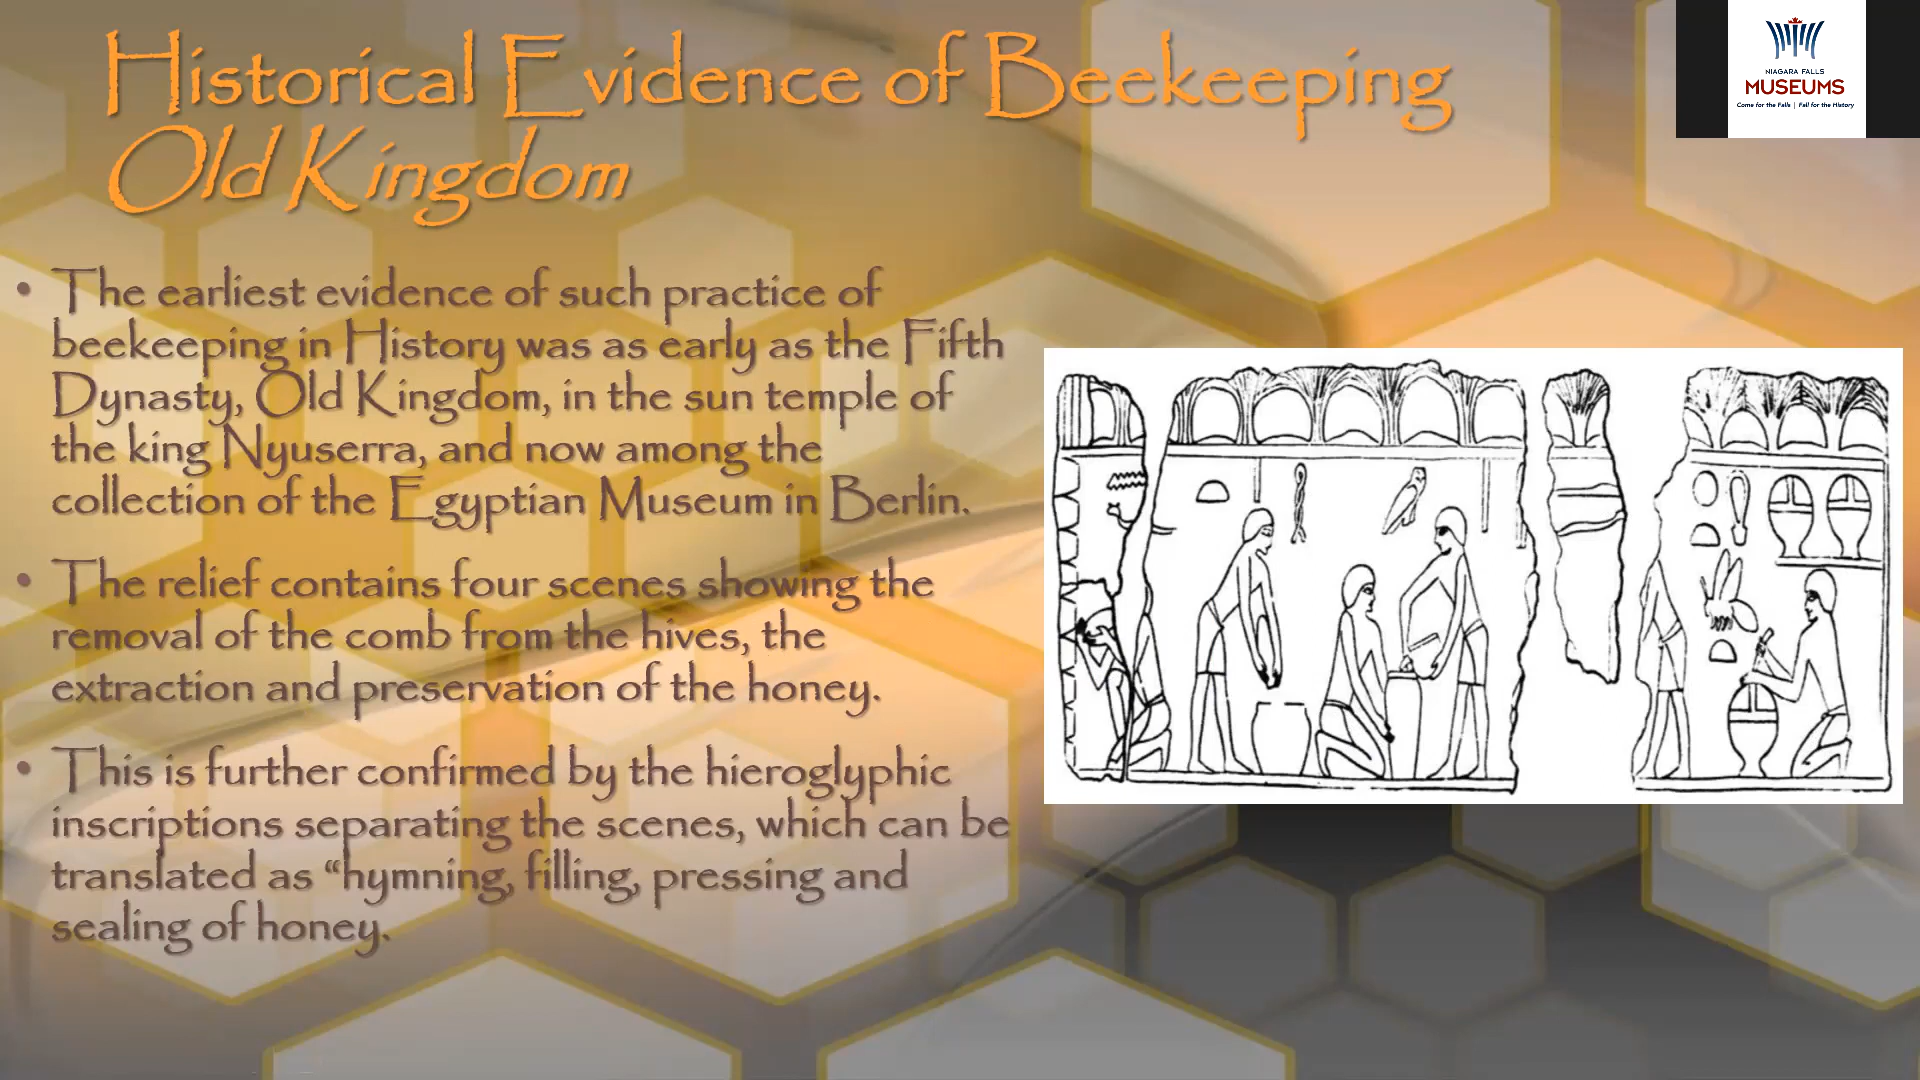 Historical Evidence of Beekeeping
Old Kingdom
NIAGARA FALLS
MUSEUMS
Come for the Falls | Fall for the History
• The earliest evidence of such practice of
beekeeping in History was as early as the Fifth
Dynasty, Old Kingdom, in the sun temple of
the king Nyuserra, and now among the
collection of the Egyptian Museum in Berlin.
• The relief contains four scenes showing the
removal of the comb from the hives, the
extraction and preservation of the honey.
• This is further confirmed by the hieroglyphic
inscriptions separating the scenes, which can be
translated as “hymning, filling, pressing and
sealing of honey.